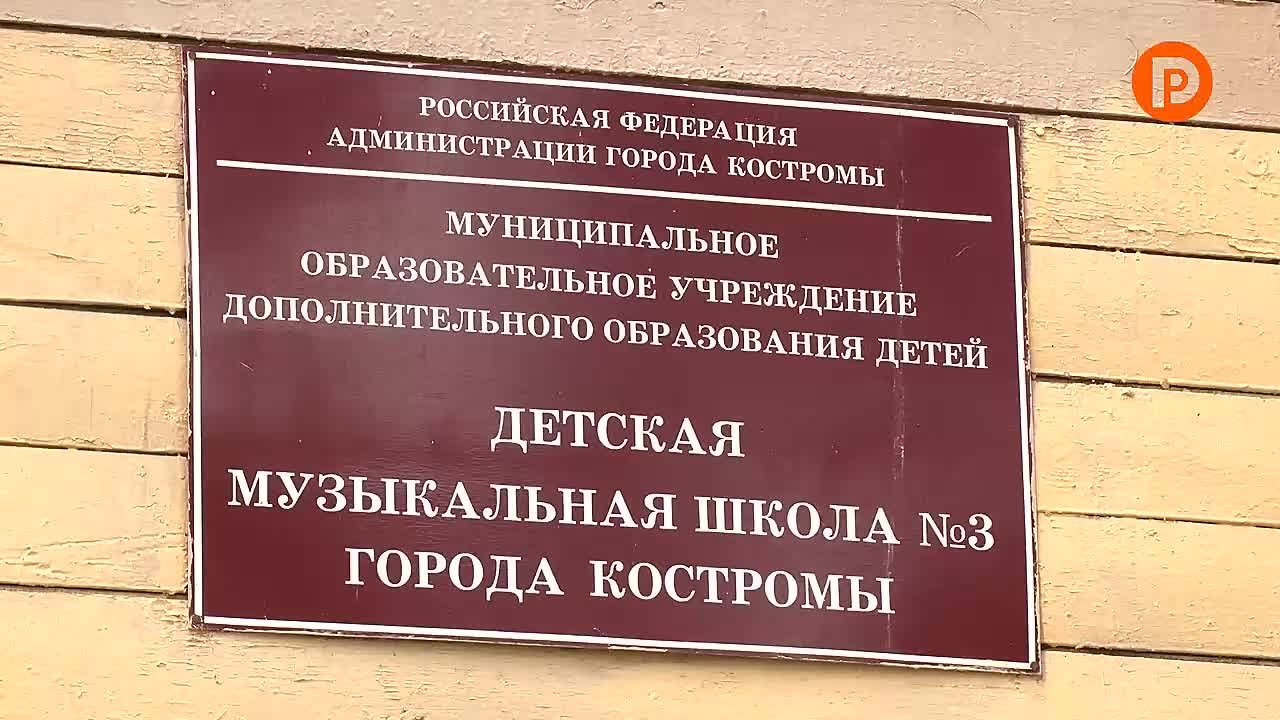 РОССИЙСКАЯ ФЕДЕРАЦИЯ
АДМИНИСТРАЦИИ ГОРОДА КОСТРОМЫ
МУНИЦИПАЛЬНОЕ
ОБРАЗОВАТЕЛЬНОЕ УЧРЕЖДЕНИЕ
ДОПОЛНИТЕЛЬНОГО ОБРАЗОВАНИЯ ДЕТЕЙ
ДЕТСКАЯ
МУЗЫКАЛЬНАЯ ШКОЛА №3
ГОРОДА КОСТРОМЫ
Р